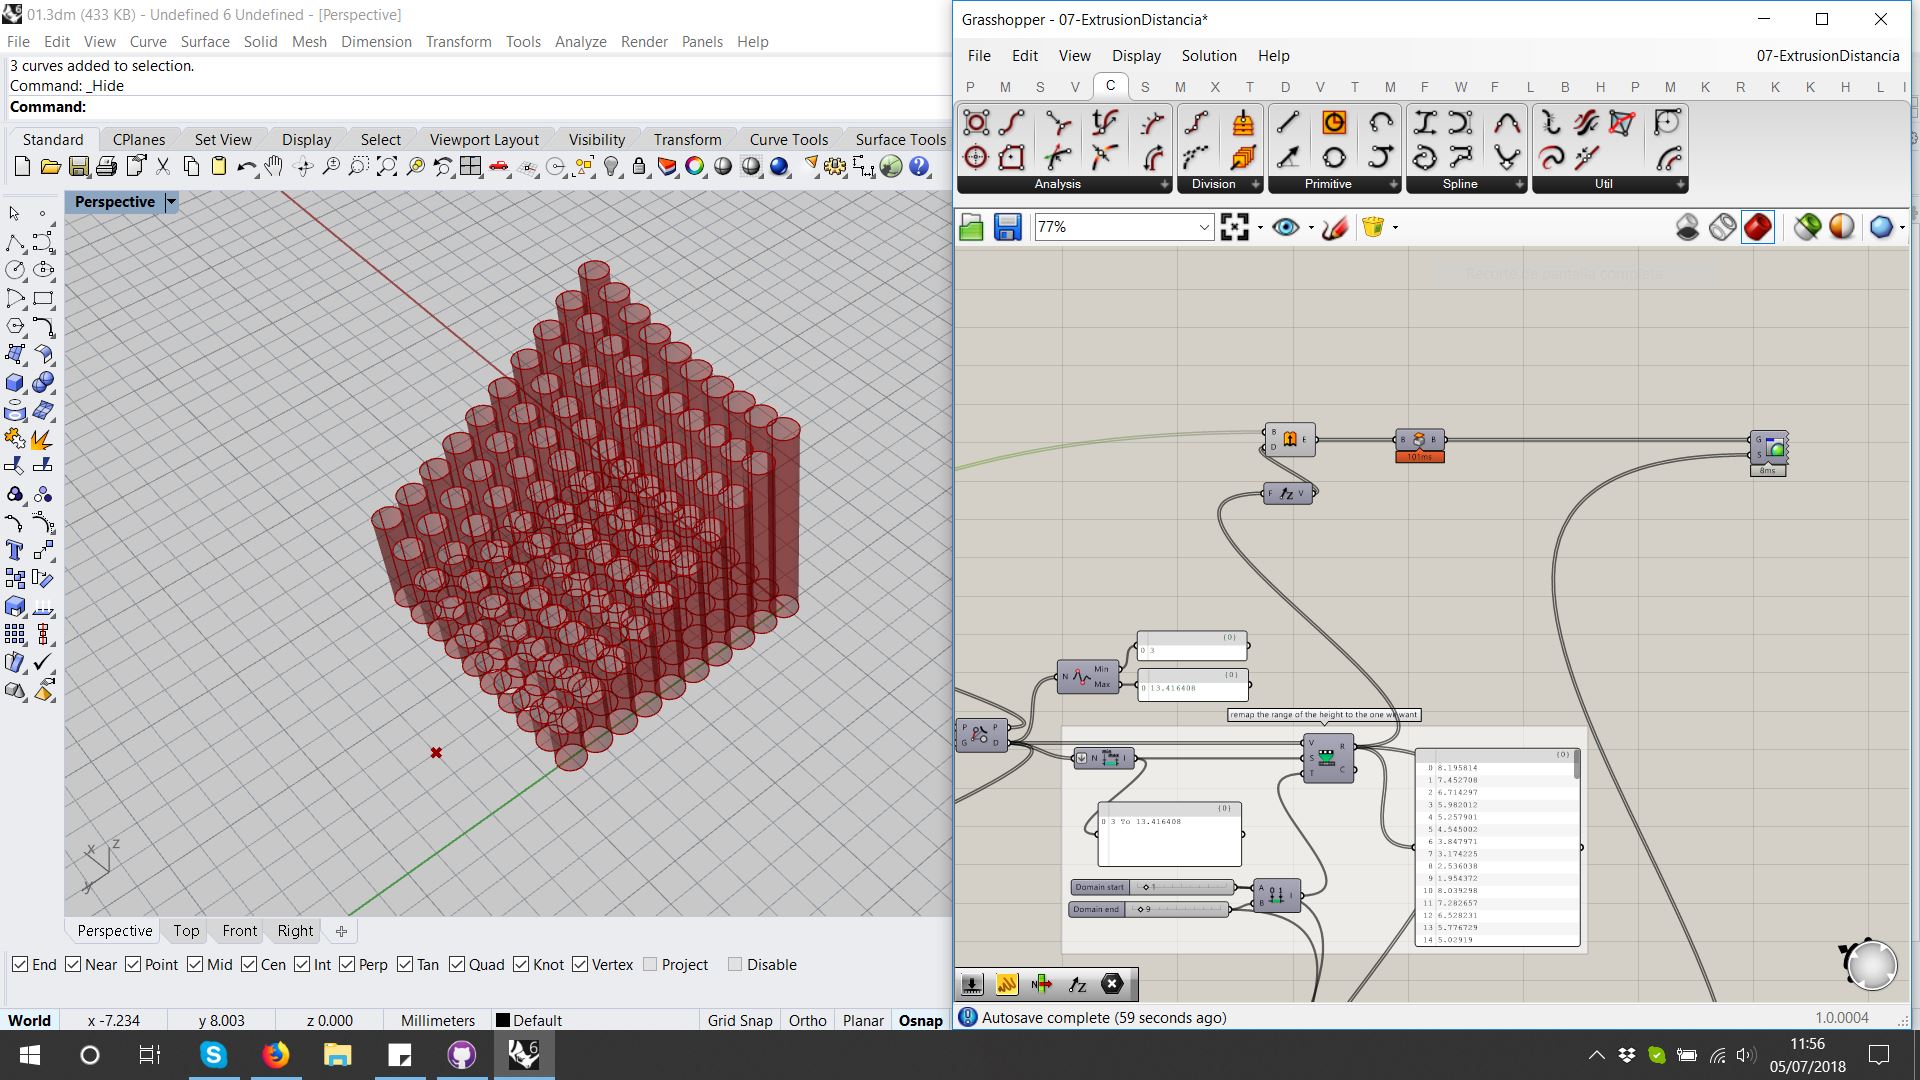 01.3dm (433 KB) - Undefined 6 Undefined - [Perspective]
File Edit View Curve Surface Solid Mesh Dimension Transform Tools Analyze Render Panels Help
3 curves added to selection.
Command: _Hide
Command:
Standard CPlanes Set View Display Select Viewport Layout Visibility Transform Curve Tools Surface Tools
Perspective
z
x
y
Perspective Top Front Right
End Near Point Mid Cen Int Perp Tan Quad Knot Vertex Project Disable
World x -7.234 y 8.003 z 0.000 Millimeters Default Grid Snap Ortho Planar Osnap
Grasshopper - 07-ExtrusionDistancia*
File Edit View Display Solution Help 07-ExtrusionDistancia
P M S V C S M X T D V T M F W F L B H P M K R K K H L I
Analysis Division Primitive Spline Util
77%
Recorte de pantalla completa
B D E
B B
101ms
G S
8ms
F V
N Min Max
{0}
0 3
{0}
0 13.416408
remap the range of the height to the one we want
P G P D
N I
V S T R C
{0}
0 3 To 13.416408
Domain start 1
Domain end 9
A B I
{0}
0 8.195814
1 7.452708
2 6.714297
3 5.982012
4 5.257901
5 4.545002
6 3.847971
7 3.174225
8 2.536038
9 1.954372
10 8.039298
11 7.282657
12 6.528231
13 5.776729
14 5.02919
Autosave complete (59 seconds ago) 1.0.0004
11:56
05/07/2018